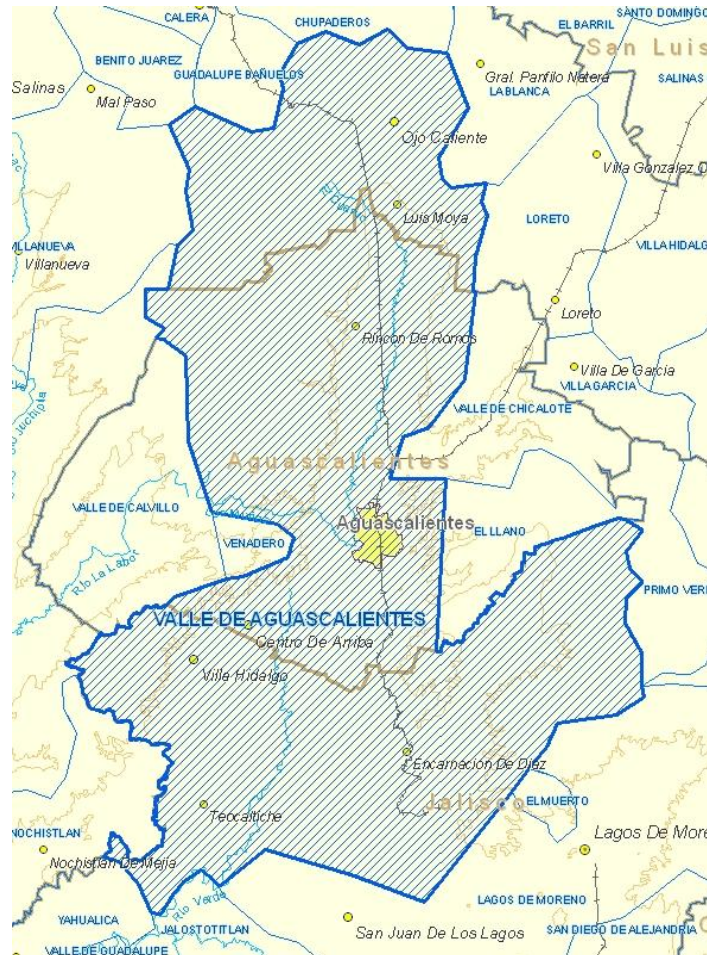 SANTO DOMINGO
CALERA
CHUPADEROS
EL BARRIL
San Luis
BENITO JUAREZ
GUADALUPE BAÑUELOS
Gral. Panfilo Natera
SALINAS
Salinas
Mal Paso
LA BLANCA
Ojo Caliente
Villa Gonzalez O
Luis Moya
LORETO
VILLANUEVA
Villanueva
VILLA HIDALG
Loreto
Rincon De Romos
Villa De Garcia
VILLA GARCIA
VALLE DE CHICALOTE
Aguascalientes
VALLE DE CALVILLO
Aguascalientes
EL LLANO
VENADERO
Rio La Labor
PRIMO VER
VALLE DE AGUASCALIENTES
Centro De Arriba
Villa Hidalgo
Encarnacion De Diaz
Jalisco
EL MUERTO
Teocaltiche
NOCHISTLAN
Nochistlan De Mejia
Lagos De More
Rio Verde
LAGOS DE MORENO
YAHUALICA
JALOSTOTITLAN
San Juan De Los Lagos
SAN DIEGO DE ALEJANDRIA
VALLE DE GUADALUPE